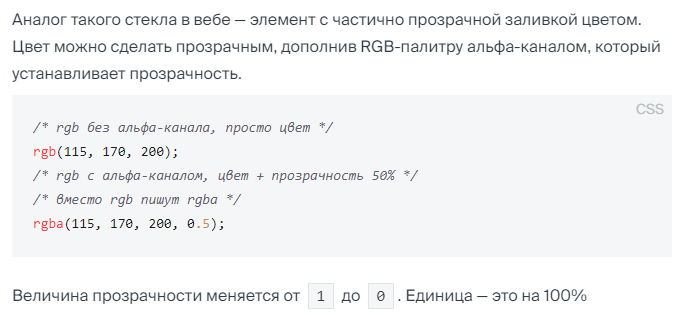 Аналог такого стекла в вебе — элемент с частично прозрачной заливкой цветом.
Цвет можно сделать прозрачным, дополнив RGB-палитру альфа-каналом, который
устанавливает прозрачность.
CSS
/* rgb без альфа-канала, просто цвет */
rgb(115, 170, 200);
/* rgb с альфа-каналом, цвет + прозрачность 50% */
/* вместо rgb пишут rgba */
rgba(115, 170, 200, 0.5);
Величина прозрачности меняется от 1 до 0 . Единица — это на 100%